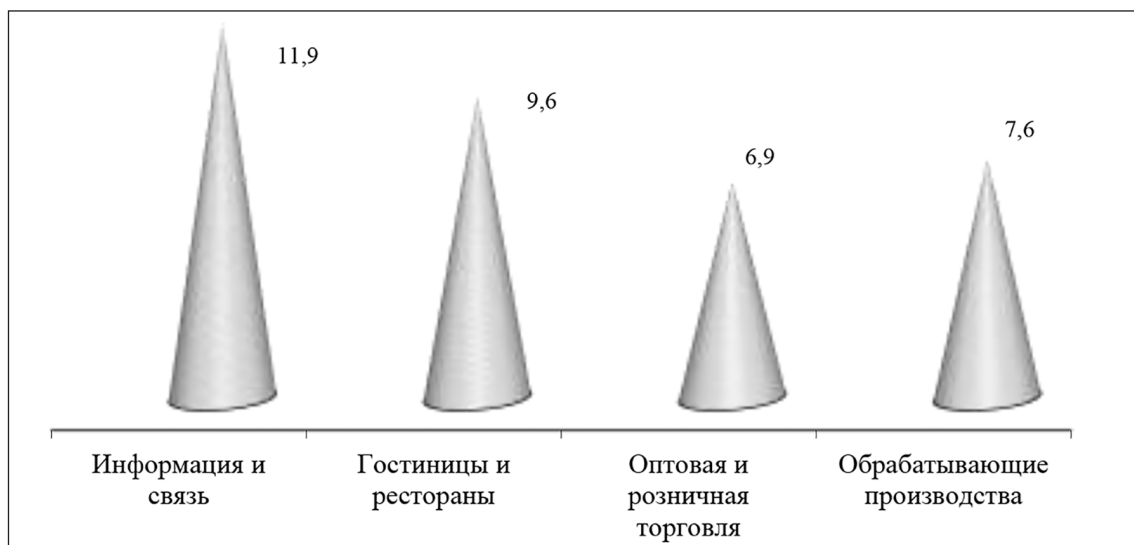 11,9
9,6
6,9
7,6
Информация и
связь
Гостиницы и
рестораны
Оптовая и
розничная
торговля
Обрабатывающие
производства